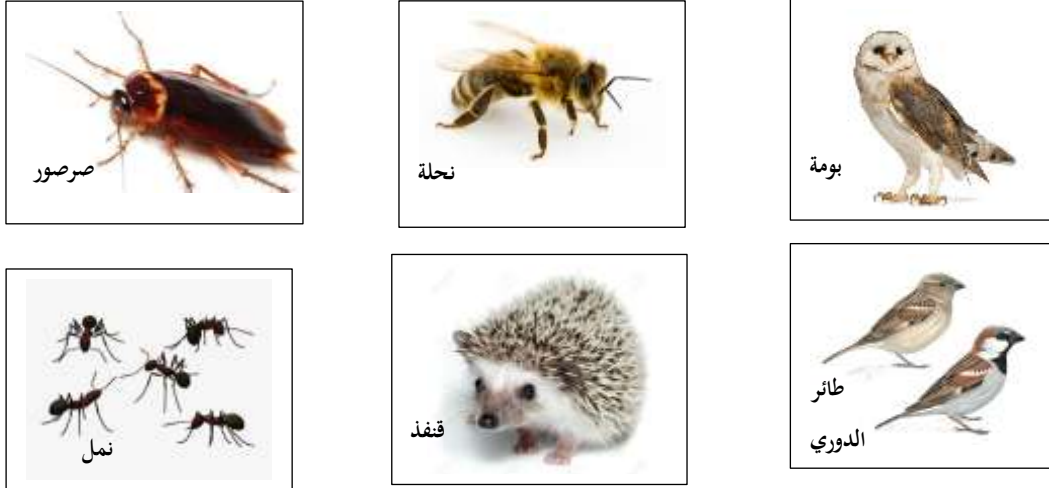 بومة
نحلة
صرصور
طائر
الدوري
قنفذ
نمل